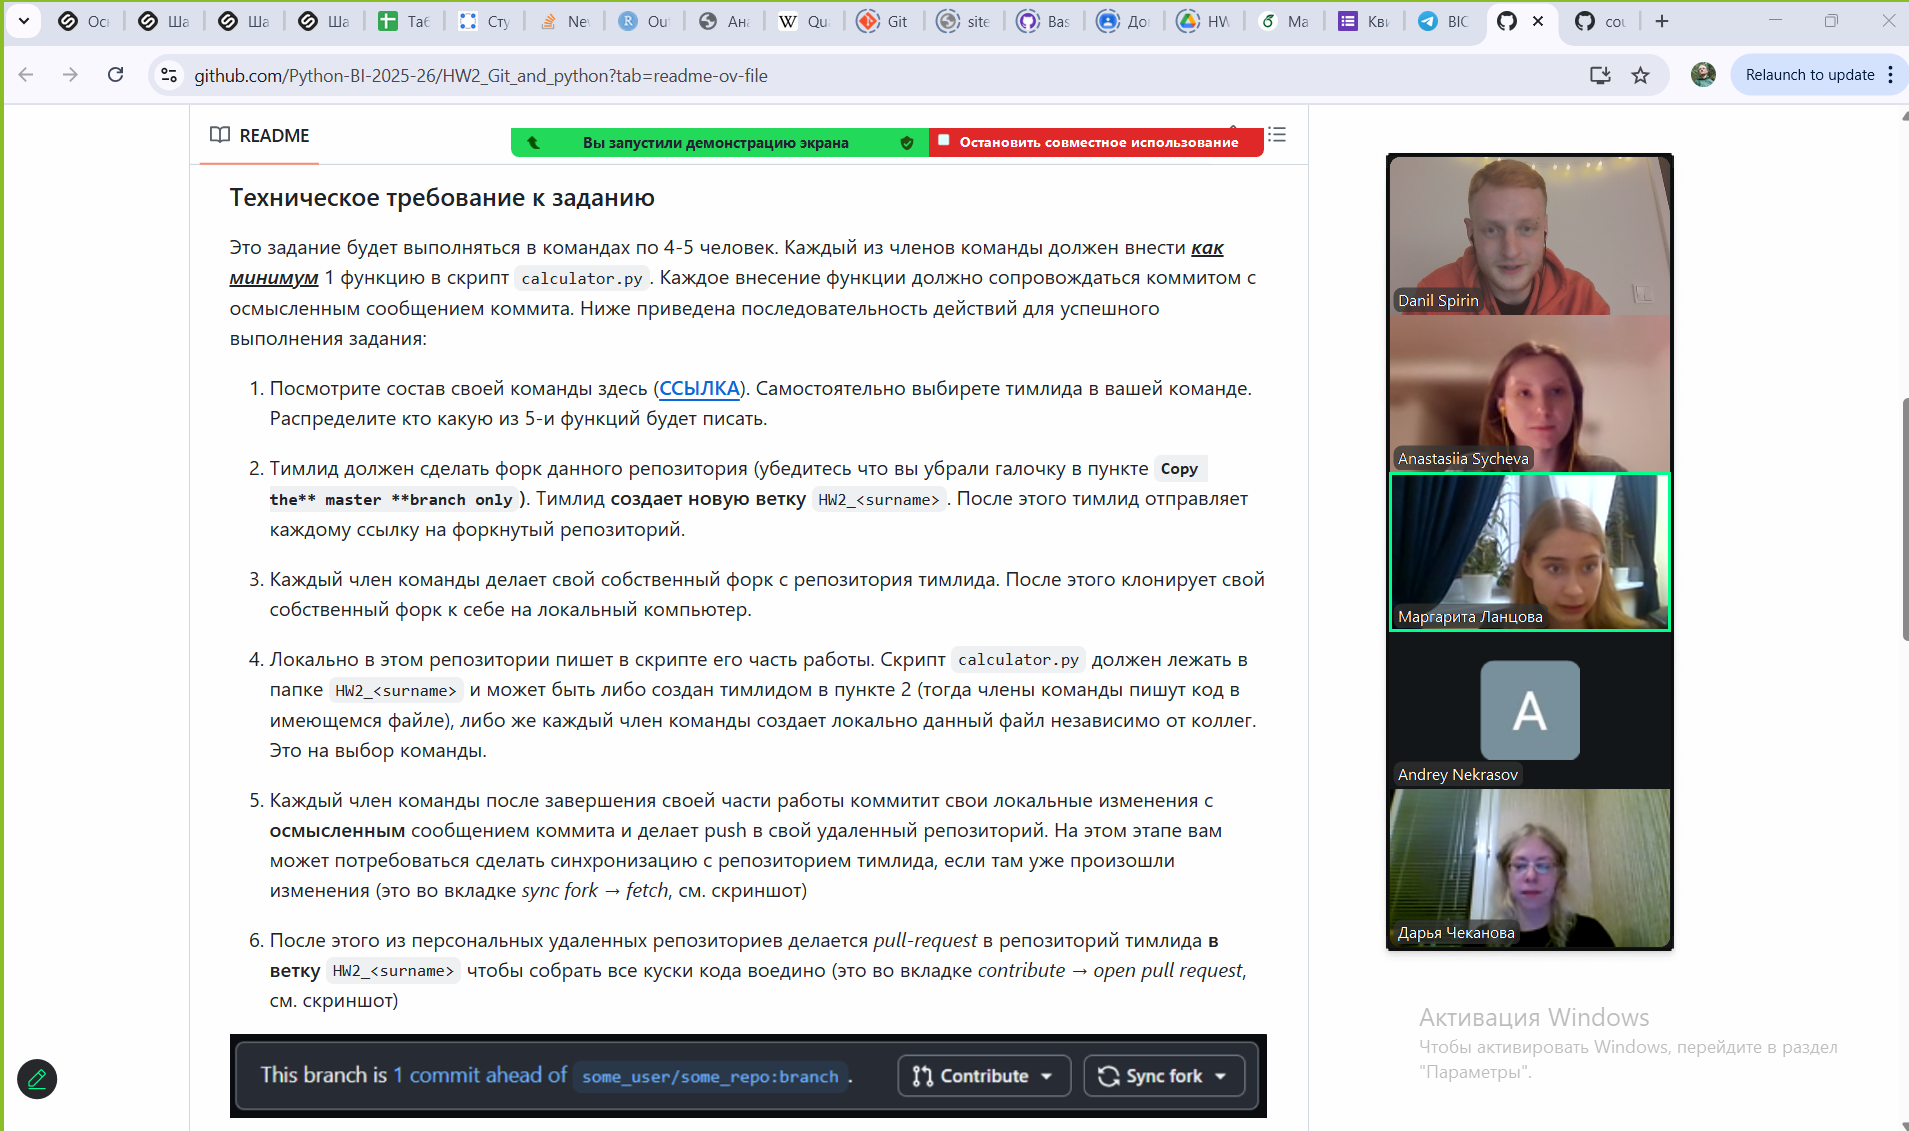 Ос
Ша
Ша
Ша
Таб
Сту
Nev
Ou
Ана
Qu
Git
site
Bas
До
HW
Ma
Кви
BIC
cou
github.com/Python-BI-2025-26/HW2_Git_and_python?tab=readme-ov-file
Relaunch to update
README
Вы запустили демонстрацию экрана
Остановить совместное использование
Техническое требование к заданию
Это задание будет выполняться в командах по 4-5 человек. Каждый из членов команды должен внести как
минимум 1 функцию в скрипт calculator.py. Каждое внесение функции должно сопровождаться коммитом с
осмысленным сообщением коммита. Ниже приведена последовательность действий для успешного
выполнения задания:
1. Посмотрите состав своей команды здесь (ССЫЛКА). Самостоятельно выбирете тимлида в вашей команде.
Распределите кто какую из 5-и функций будет писать.
2. Тимлид должен сделать форк данного репозитория (убедитесь что вы убрали галочку в пункте Copy
the** master **branch only). Тимлид создает новую ветку HW2_<surname>. После этого тимлид отправляет
каждому ссылку на форкнутый репозиторий.
3. Каждый член команды делает свой собственный форк с репозитория тимлида. После этого клонирует свой
собственный форк к себе на локальный компьютер.
4. Локально в этом репозитории пишет в скрипте его часть работы. Скрипт calculator.py должен лежать в
папке HW2_<surname> и может быть либо создан тимлидом в пункте 2 (тогда члены команды пишут код в
имеющемся файле), либо же каждый член команды создает локально данный файл независимо от коллег.
Это на выбор команды.
5. Каждый член команды после завершения своей части работы коммитит свои локальные изменения с
осмысленным сообщением коммита и делает push в свой удаленный репозиторий. На этом этапе вам
может потребоваться сделать синхронизацию с репозиторием тимлида, если там уже произошли
изменения (это во вкладке sync fork → fetch, см. скриншот)
6. После этого из персональных удаленных репозиториев делается pull-request в репозиторий тимлида в
ветку HW2_<surname> чтобы собрать все куски кода воедино (это во вкладке contribute → open pull request,
см. скриншот)
This branch is 1 commit ahead of some_user/some_repo:branch .
Contribute
Sync fork
Danil Spirin
Anastasiia Sycheva
Маргарита Ланцова
A
Andrey Nekrasov
Дарья Чеканова
Активация Windows
Чтобы активировать Windows, перейдите в раздел
"Параметры".